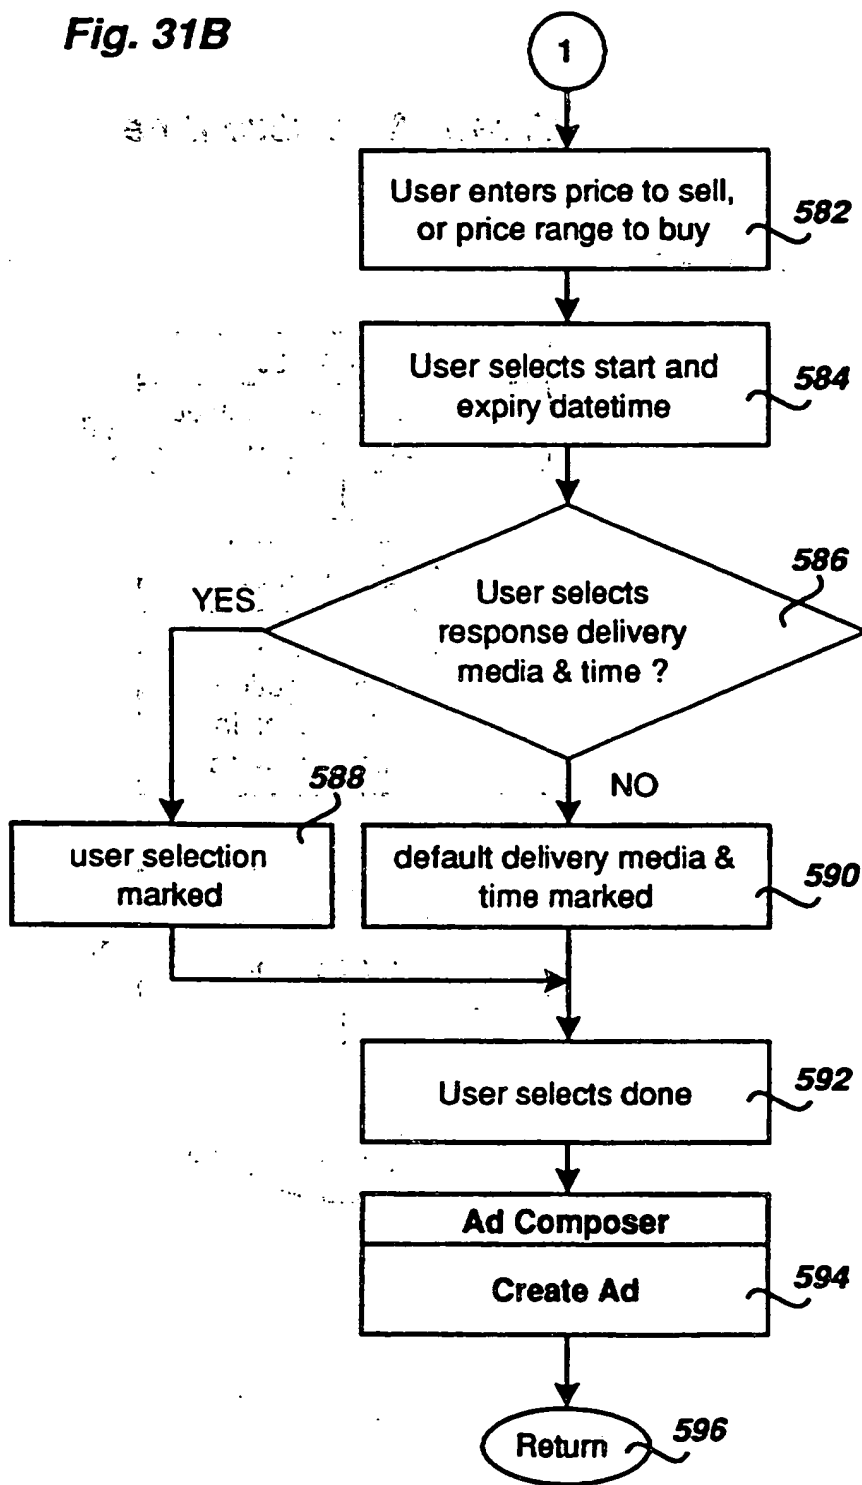 Fig. 31B
1
User enters price to sell,
or price range to buy
582
User selects start and
expiry datetime
584
586
YES
User selects
response delivery
media & time ?
NO
588
user selection
marked
default delivery media &
time marked
590
User selects done
592
Ad Composer
Create Ad
594
Return
596